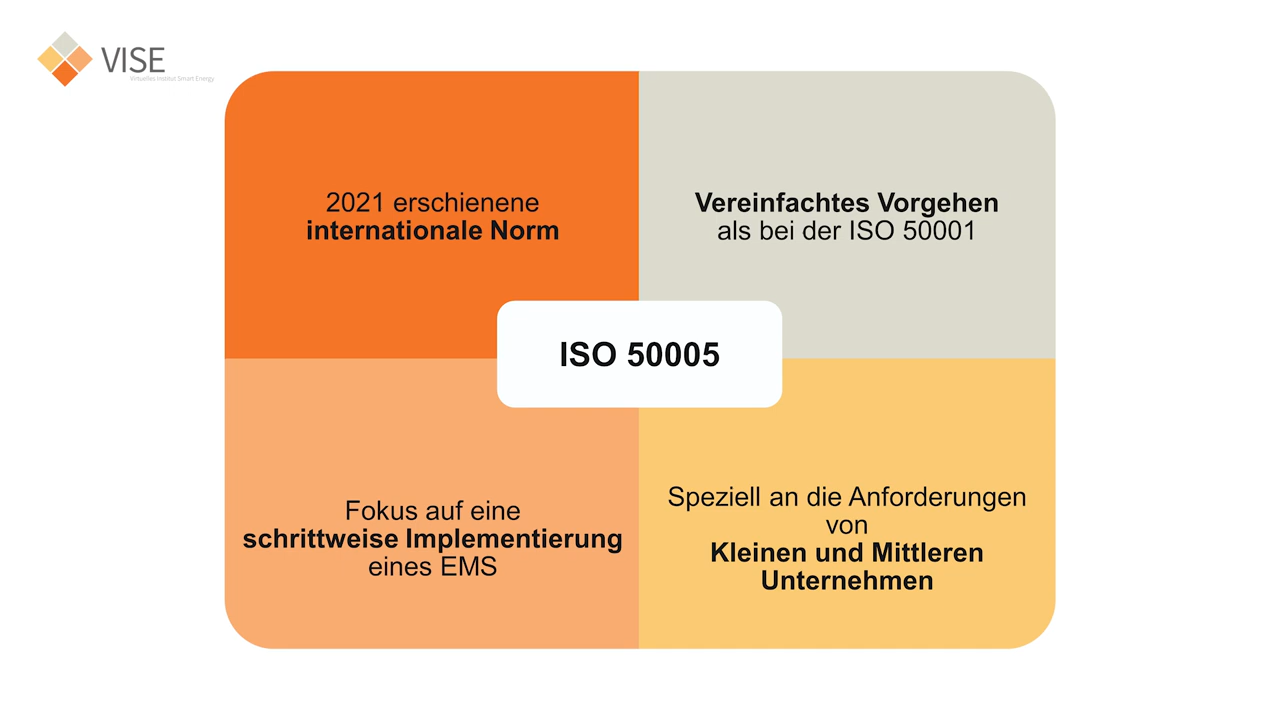 VISE
Virtuelles Institut Smart Energy
2021 erschienene
internationale Norm
Vereinfachtes Vorgehen
als bei der ISO 50001
ISO 50005
Fokus auf eine
schrittweise Implementierung
eines EMS
Speziell an die Anforderungen
von
Kleinen und Mittleren
Unternehmen